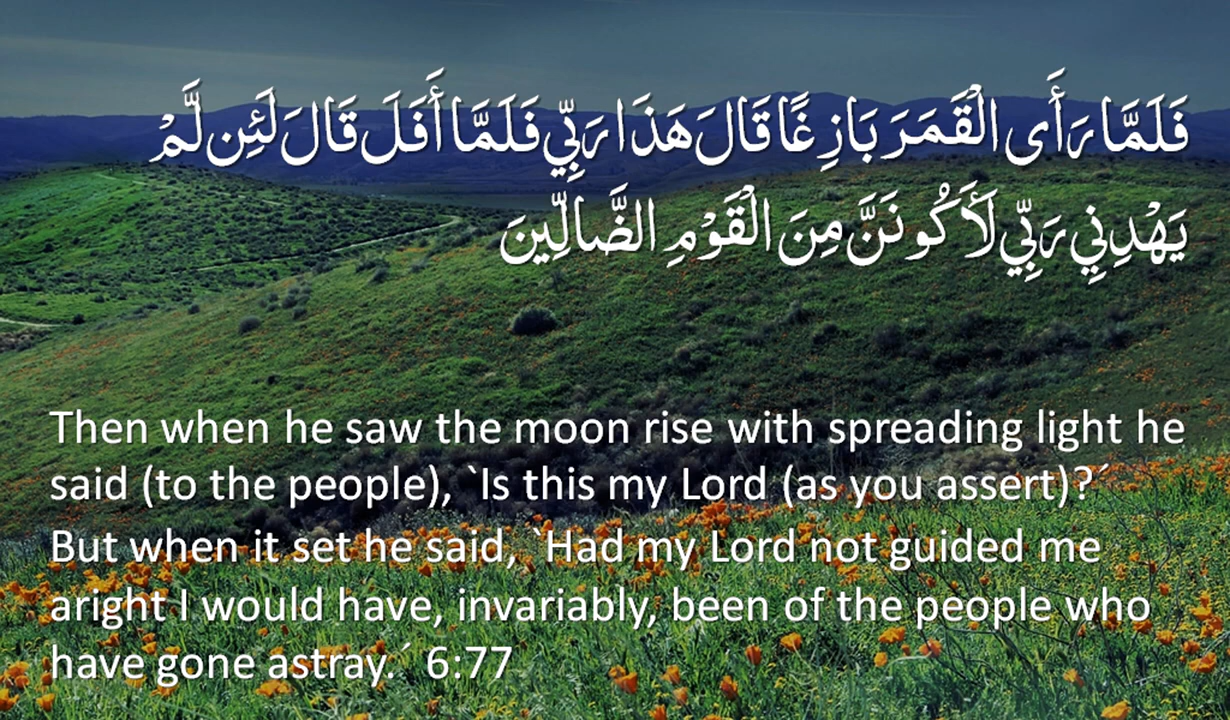 فَلَمَّا رَأَى الْقَمَرَ بَازِغًا قَالَ هَذَا رَبِّي فَلَمَّا أَفَلَ قَالَ لَئِن لَّمْ
يَهْدِنِي رَبِّي لَأَكُونَنَّ مِنَ الْقَوْمِ الضَّالِّينَ
Then when he saw the moon rise with spreading light he
said (to the people), `Is this my Lord (as you assert)?´
But when it set he said, `Had my Lord not guided me
aright I would have, invariably, been of the people who
have gone astray.´ 6:77